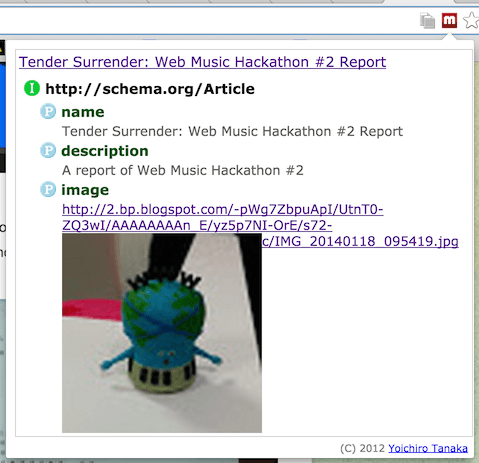 m
Tender Surrender: Web Music Hackathon #2 Report
I http://schema.org/Article
P name
Tender Surrender: Web Music Hackathon #2 Report
P description
A report of Web Music Hackathon #2
P image
http://2.bp.blogspot.com/-pWg7ZbpuApI/UtnT0-
ZQ3wI/AAAAAAAAn_E/yz5p7NI-OrE/s72-
c/IMG_20140118_095419.jpg
W W W
(C) 2012 Yoichiro Tanaka